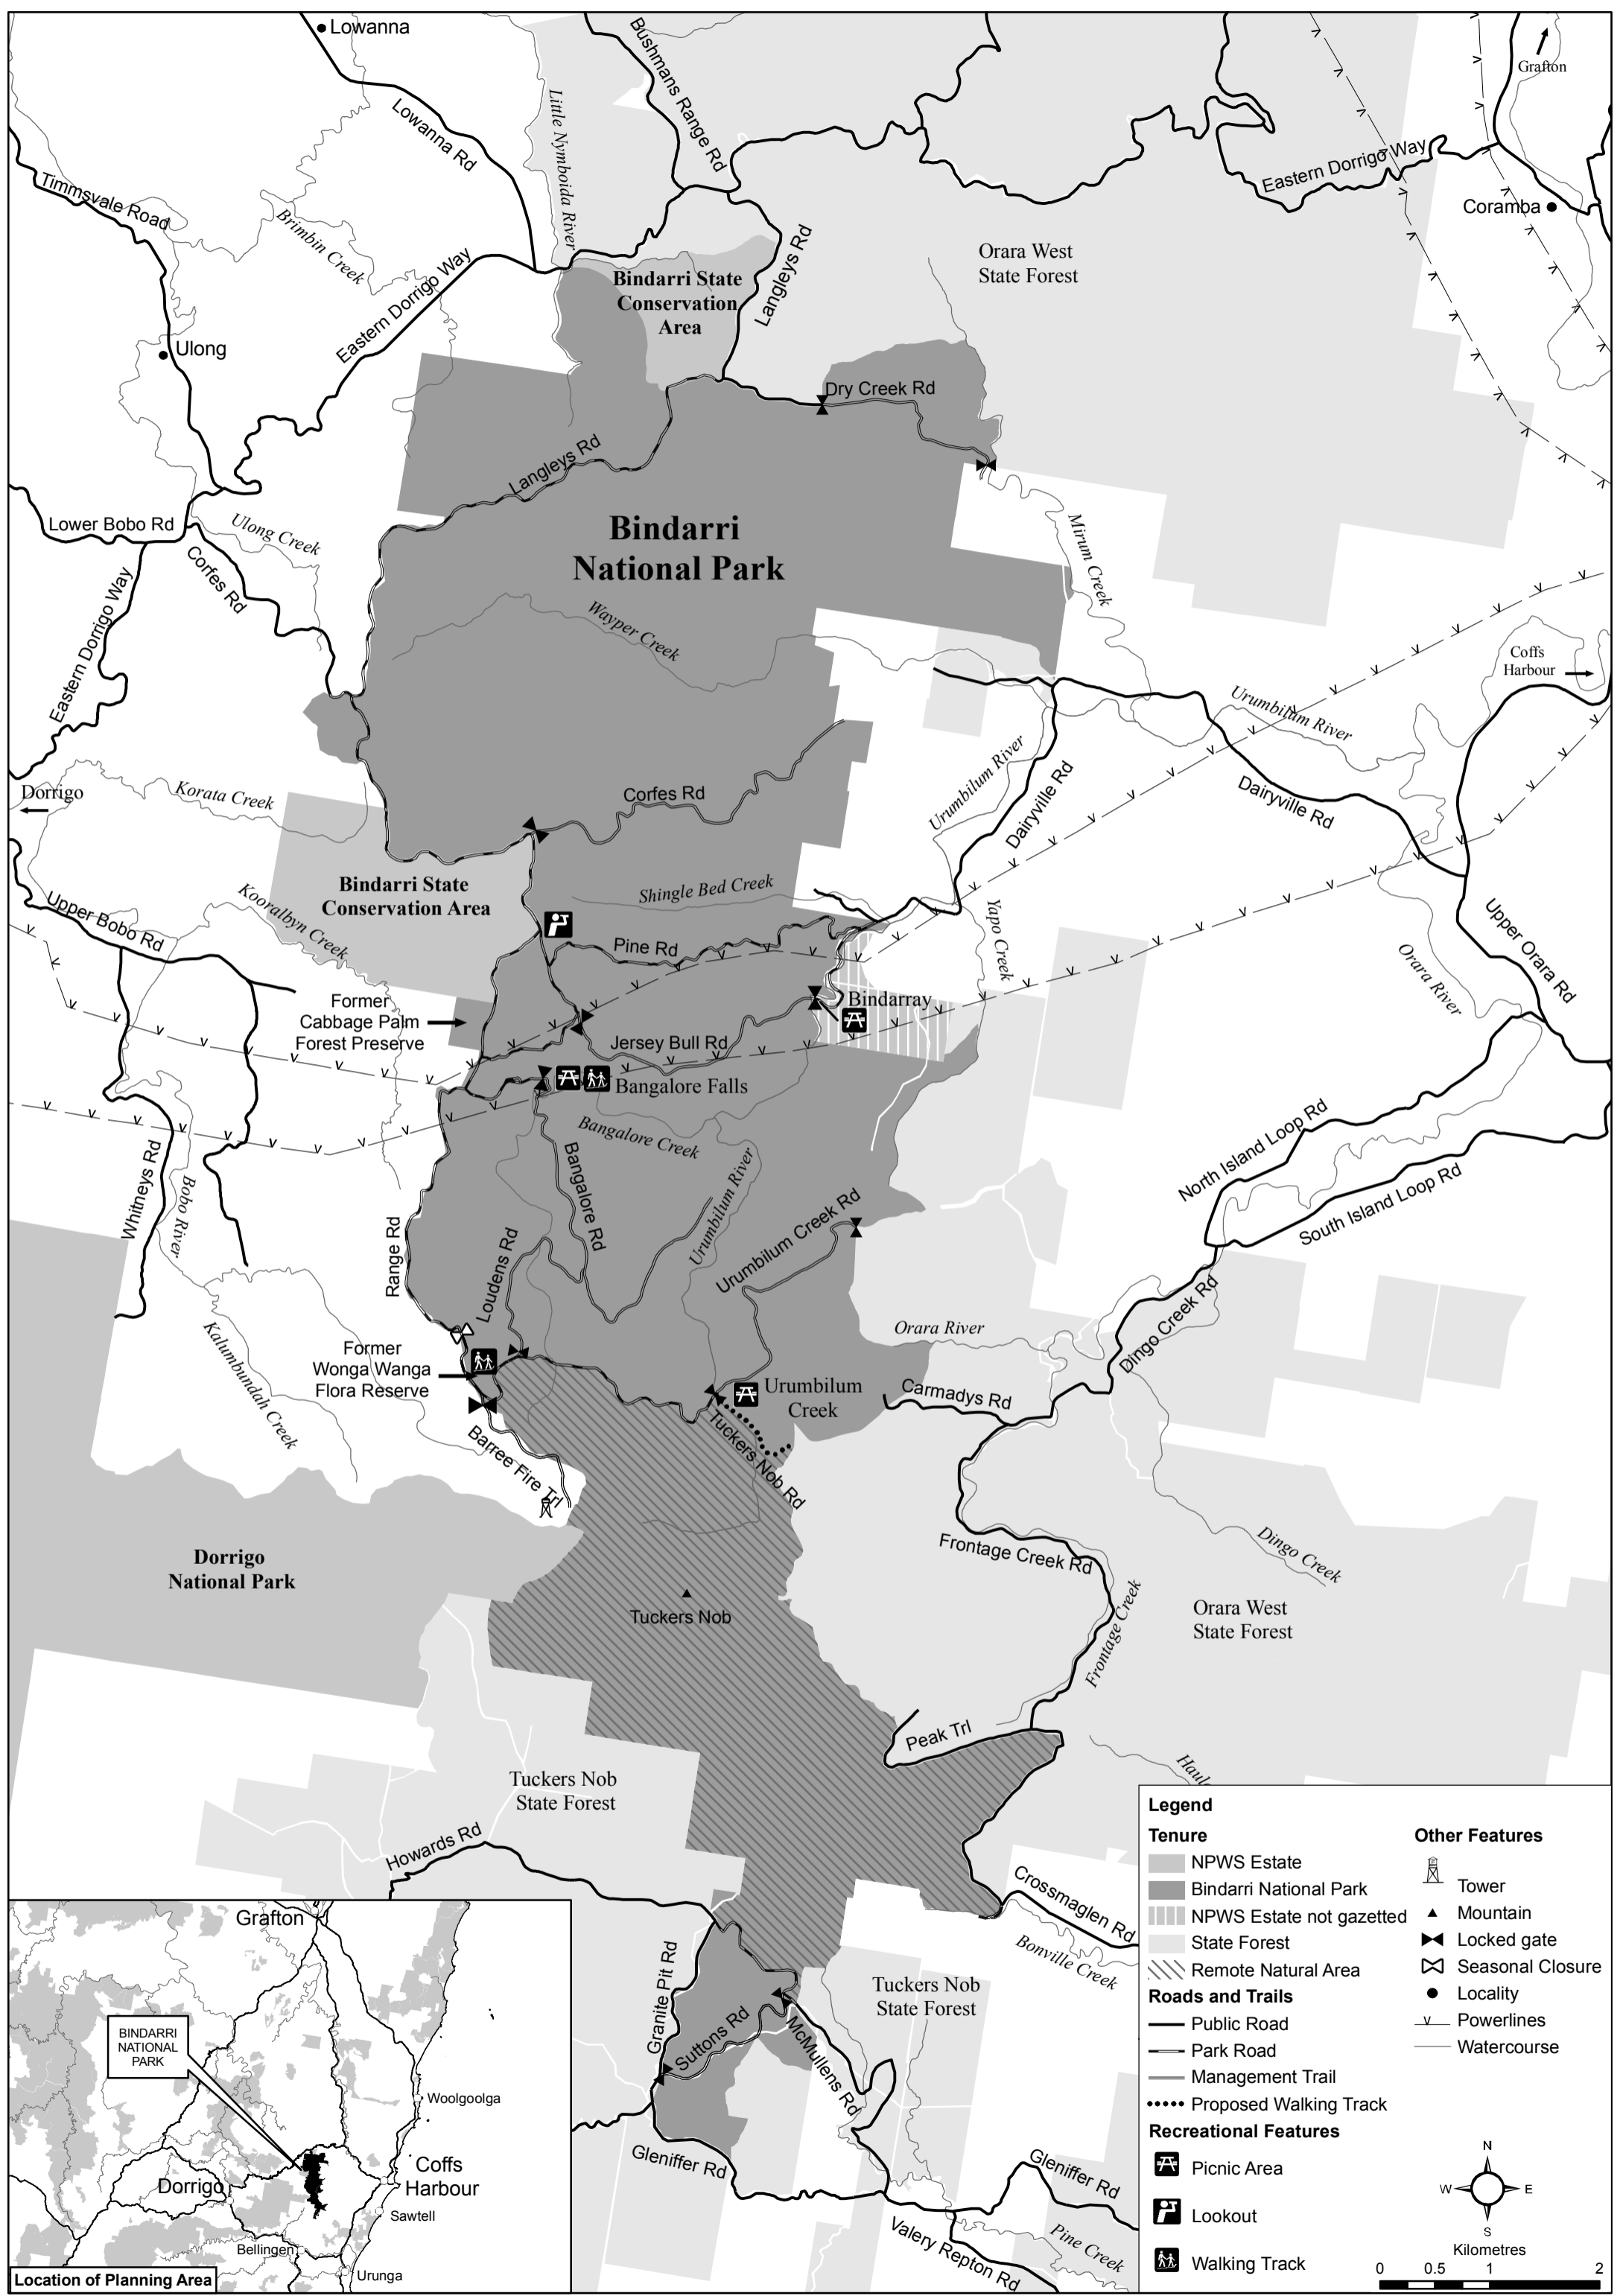 Lowanna
Bushmans Range Rd
Grafton
Lowanna Rd
Little Nymboida River
Timmsvale Road
Brimbin Creek
Eastern Dorrigo Way
Coramba
Orara West
State Forest
Langleys Rd
Bindarri State
Conservation
Area
Eastern Dorrigo Way
Ulong
Dry Creek Rd
Langleys Rd
Lower Bobo Rd
Ulong Creek
Bindarri
National Park
Mirum Creek
Corfes Rd
Eastern Dorrigo Way
Wayper Creek
Coffs
Harbour
Urumbilum River
Dorrigo
Korata Creek
Corfes Rd
Urumbilum River
Dairyville Rd
Dairyville Rd
Bindarri State
Conservation Area
Shingle Bed Creek
Upper Bobo Rd
Kooralbyn Creek
Pine Rd
Yapo Creek
Orara River
Upper Orara Rd
Former
Cabbage Palm
Forest Preserve
Bindarray
Jersey Bull Rd
Bangalore Falls
Bangalore Creek
North Island Loop Rd
South Island Loop Rd
Whitneys Rd
Bobo River
Bangalore Rd
Urumbilum River
Urumbilum Creek Rd
Range Rd
Loudens Rd
Orara River
Dingo Creek Rd
Kalumbundah Creek
Former
Wonga Wanga
Flora Reserve
Urumbilum
Creek
Carmadys Rd
Tuckers Nob Rd
Barree Fire Trl
Frontage Creek Rd
Dingo Creek
Dorrigo
National Park
Tuckers Nob
Frontage Creek
Orara West
State Forest
Peak Trl
Tuckers Nob
State Forest
Howards Rd
Crossmaglen Rd
Bonville Creek
Granite Pit Rd
Suttons Rd
McMullens Rd
Tuckers Nob
State Forest
Gleniffer Rd
Gleniffer Rd
Valery Repton Rd
Pine Creek
Legend
Tenure
NPWS Estate
Bindarri National Park
NPWS Estate not gazetted
State Forest
Remote Natural Area
Roads and Trails
Public Road
Park Road
Management Trail
Proposed Walking Track
Recreational Features
Picnic Area
Lookout
Walking Track
Other Features
Tower
Mountain
Locked gate
Seasonal Closure
Locality
Powerlines
Watercourse
N
W
E
S
Kilometres
0 0.5 1 2
Grafton
BINDARRI
NATIONAL
PARK
Woolgoolga
Coffs
Harbour
Dorrigo
Sawtell
Bellingen
Urunga
Location of Planning Area